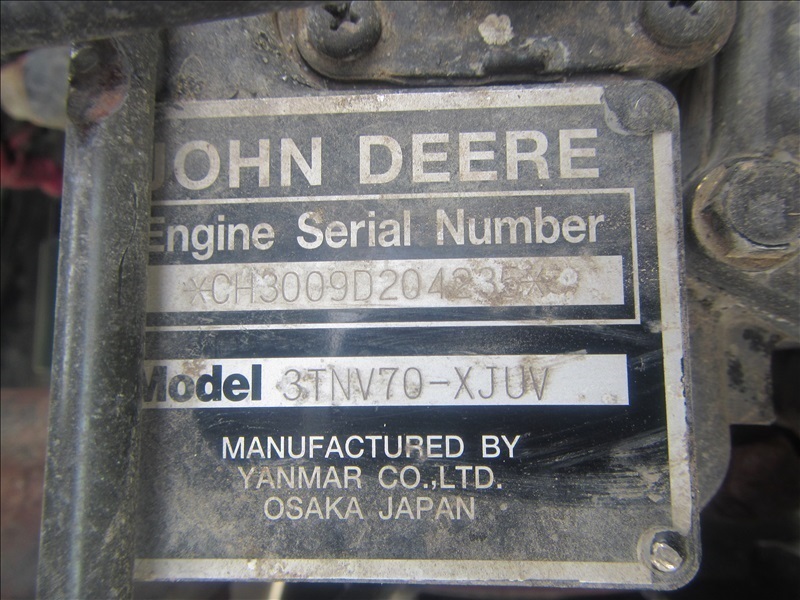 JOHN DEERE
Engine Serial Number
*CH3009D204235*
Model 3TNV70-XJUV
MANUFACTURED BY
YANMAR CO.,LTD.
OSAKA JAPAN